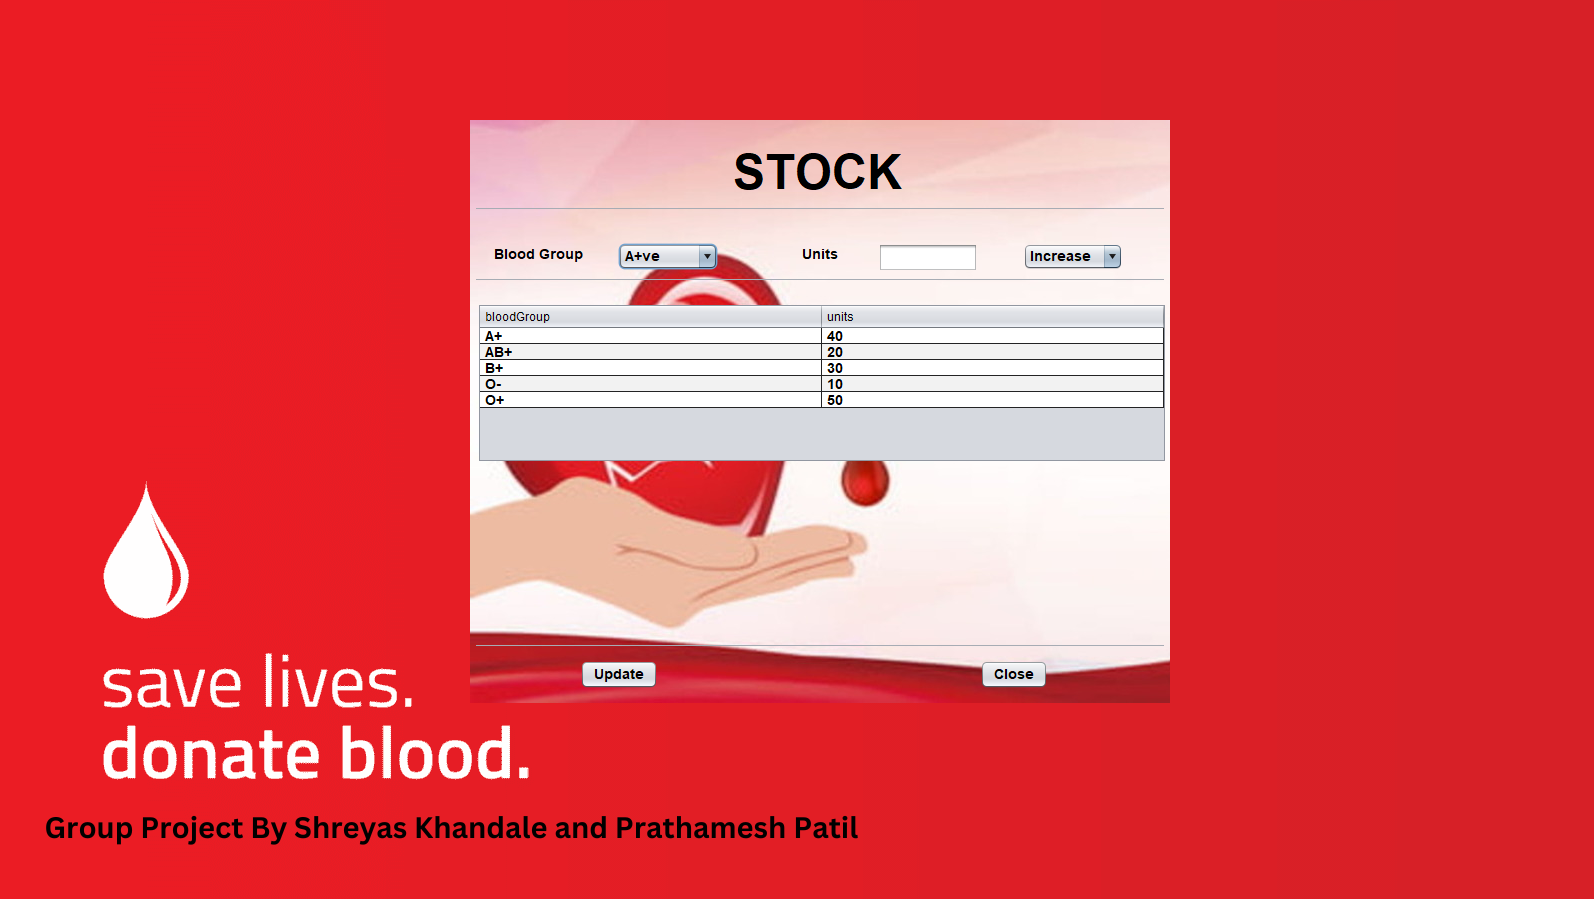 STOCK
Blood Group A+ve Units Increase
bloodGroup units
A+ 40
AB+ 20
B+ 30
O- 10
O+ 50
Update Close
save lives.
donate blood.
Group Project By Shreyas Khandale and Prathamesh Patil